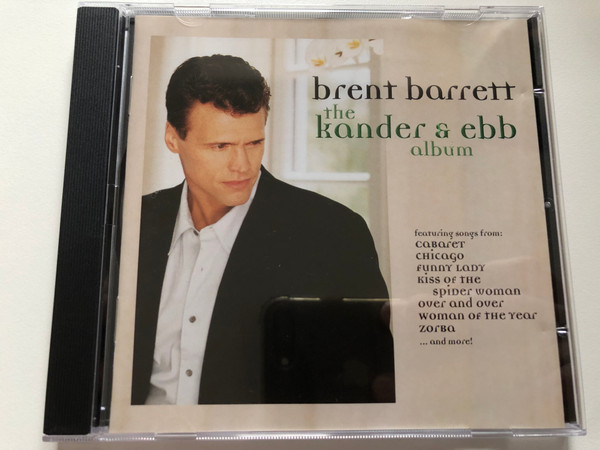 brent barrett
the
kander & ebb
album
featuring songs from:
cabaret
chicago
funny lady
kiss of the
spider woman
over and over
woman of the year
zorba
... and more!